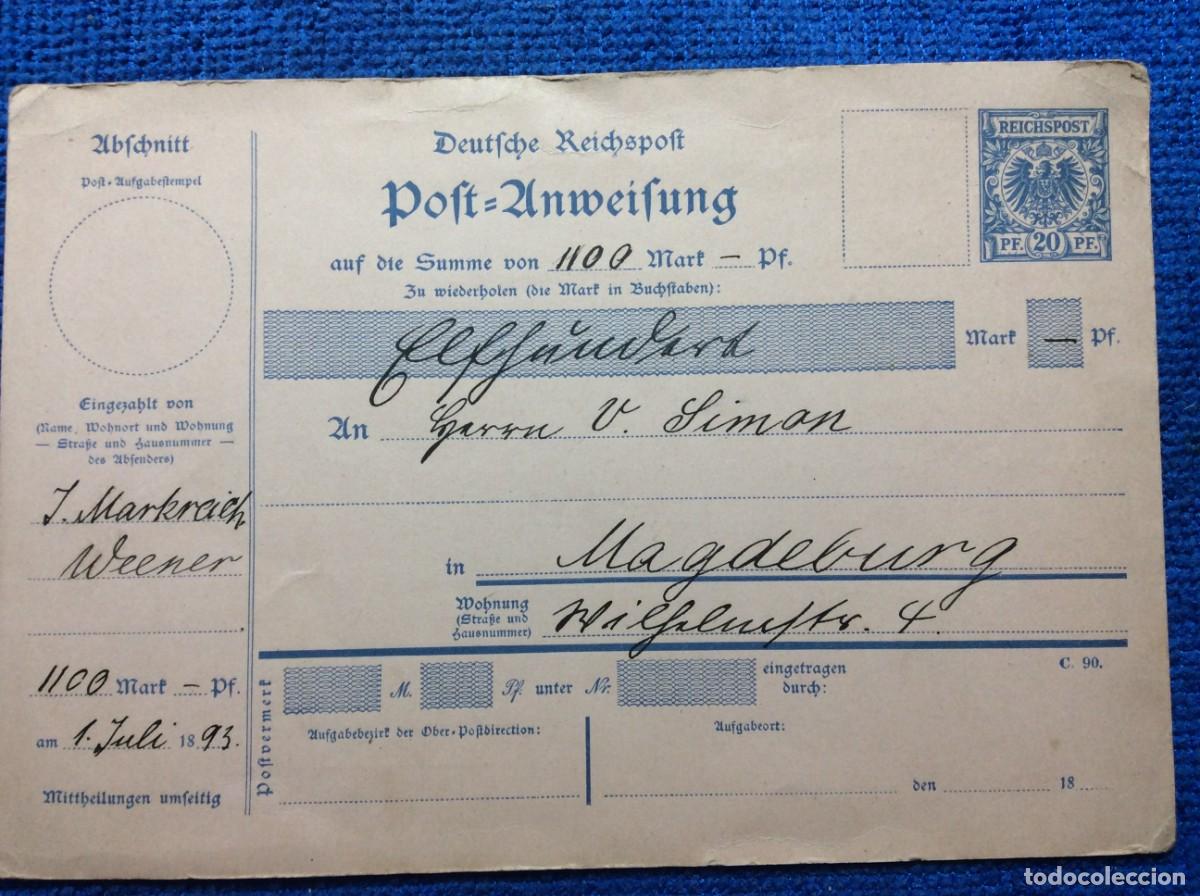 Abschnitt
Post-Aufgabestempel
Eingezahlt von
(Name, Wohnort und Wohnung
— Straße und Hausnummer —
des Absenders)
J. Markreich
Weener
1100 Mark — Pf.
am 1. Juli 1893.
Mittheilungen umseitig
Deutsche Reichspost
Post-Anweisung
auf die Summe von 1100 Mark — Pf.
Zu wiederholen (die Mark in Buchstaben):
Elfhundert Mark — Pf.
An Herrn V. Simon
in Magdeburg
Wohnung
(Straße und
Hausnummer)
Wilhelmstr. 4.
REICHSPOST
PF. 20 PF.
C. 90.
Postvermerk
M. Pf. unter Nr. eingetragen
durch:
Aufgabebezirk der Ober-Postdirection:
Aufgabeort:
den 18
todocoleccion